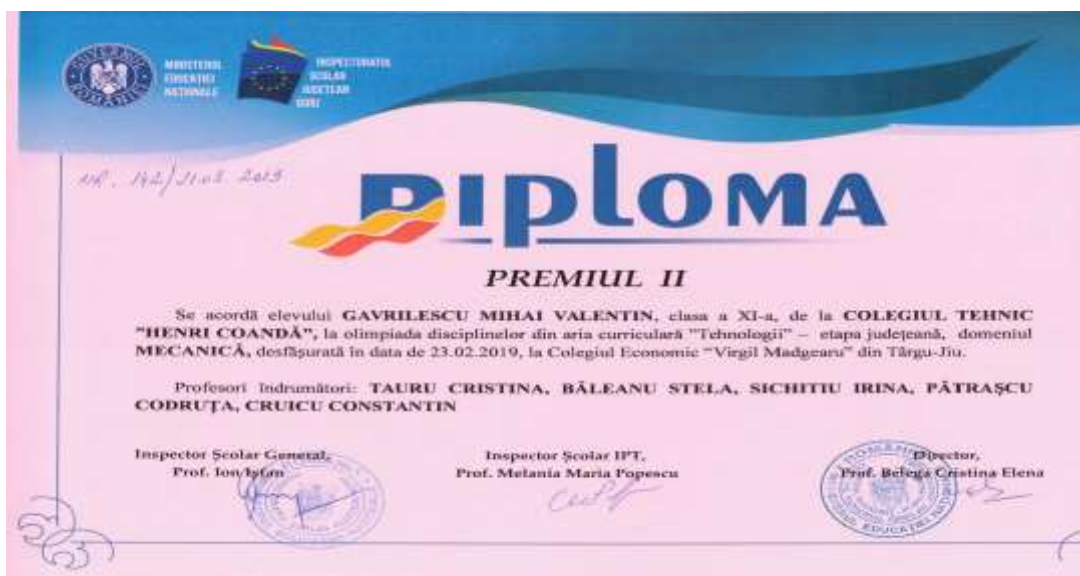 MINISTERUL
EDUCAȚIEI
NAȚIONALE
INSPECTORATUL
ȘCOLAR
JUDEȚEAN
GORJ
NR. 142/21.03.2019
DIPLOMA
PREMIUL II
Se acordă elevului GAVRILESCU MIHAI VALENTIN, clasa a XI-a, de la COLEGIUL TEHNIC
"HENRI COANDĂ", la olimpiada disciplinelor din aria curriculară "Tehnologii" – etapa județeană, domeniul
MECANICĂ, desfășurată în data de 23.02.2019, la Colegiul Economic "Virgil Madgearu" din Târgu-Jiu.
Profesori îndrumători: TAURU CRISTINA, BĂLEANU STELA, SICHITIU IRINA, PĂTRAȘCU
CODRUȚA, CRUICU CONSTANTIN
Inspector Școlar General,
Prof. Ion Ișfan
Inspector Școlar IPT,
Prof. Melania Maria Popescu
Director,
Prof. Belega Cristina Elena